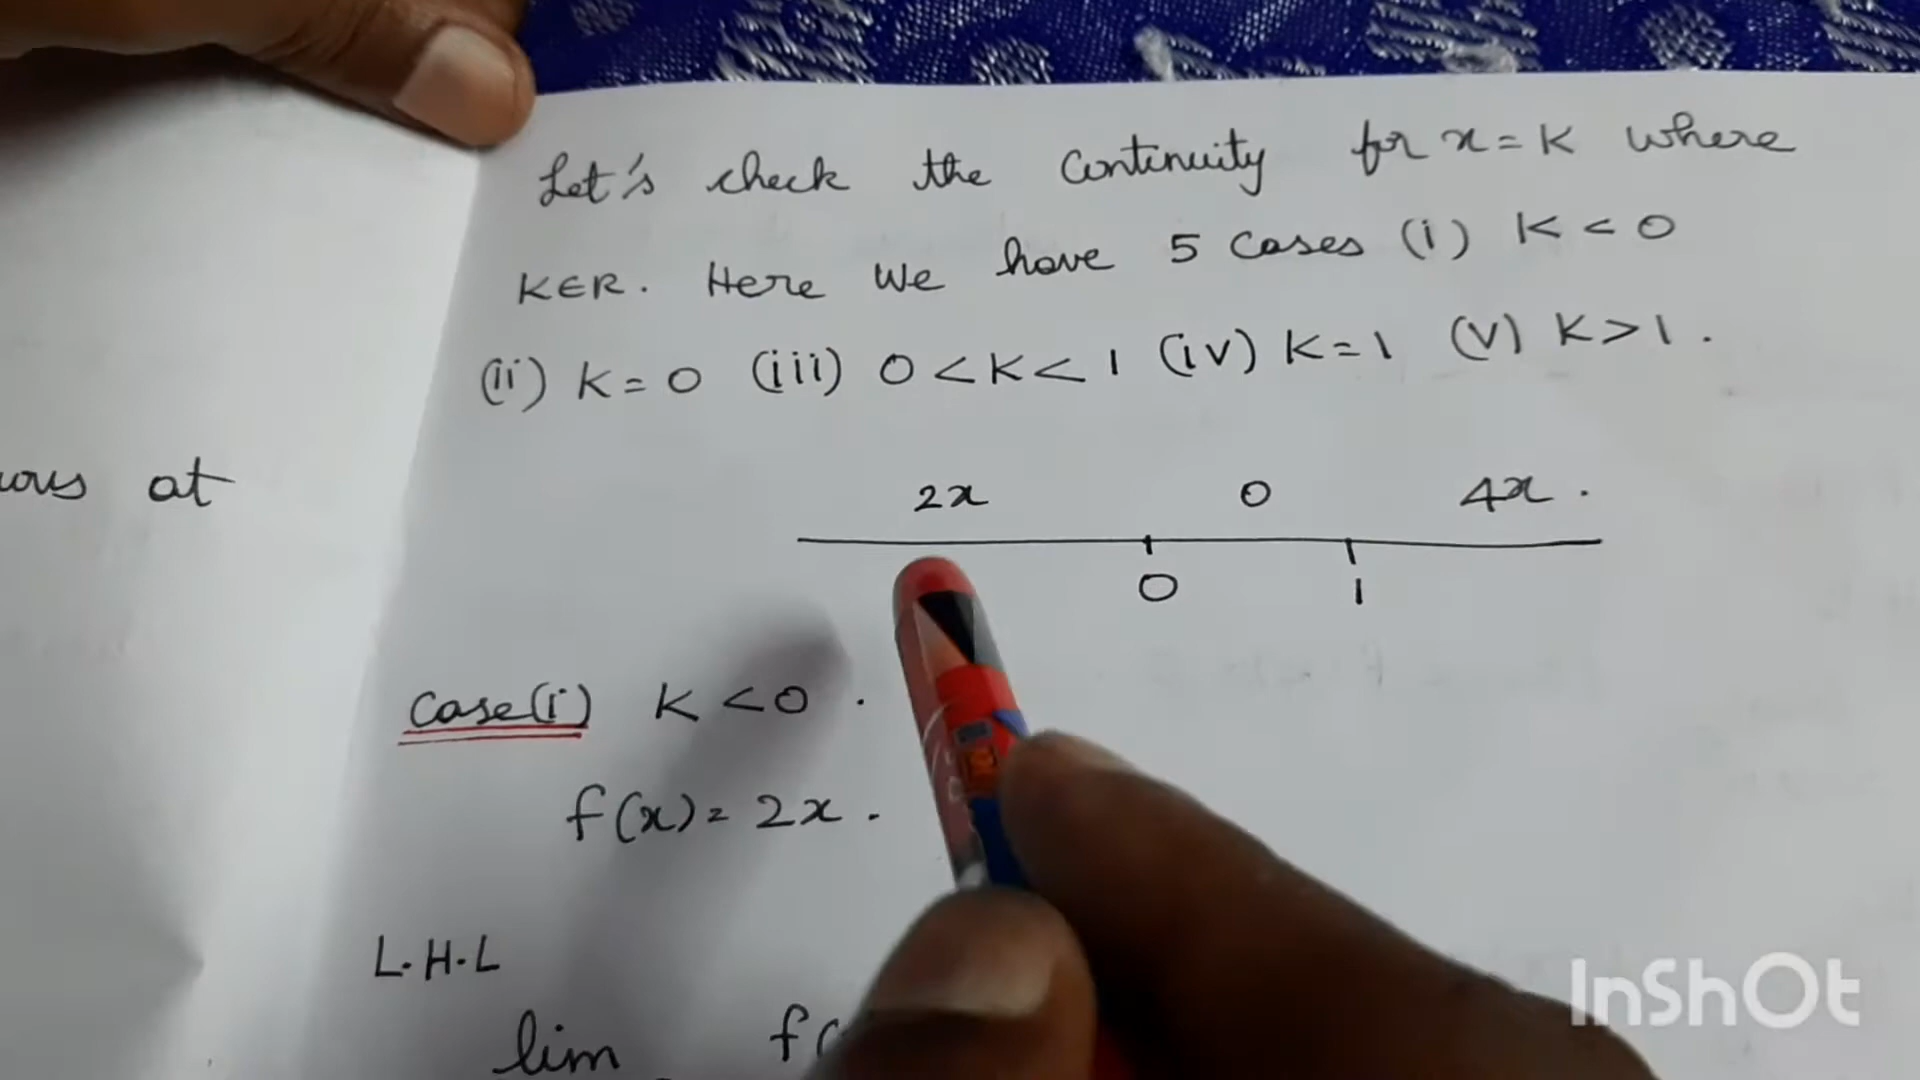 Let's check the Continuity for x = K where
K∈R. Here We have 5 Cases (i) K < 0
(ii) K = 0 (iii) 0 < K < 1 (iv) K = 1 (v) K > 1 .
at
2x 0 4x .
0 1
Case(i) K < 0 .
f(x) = 2x .
L.H.L
lim f(
InShOt